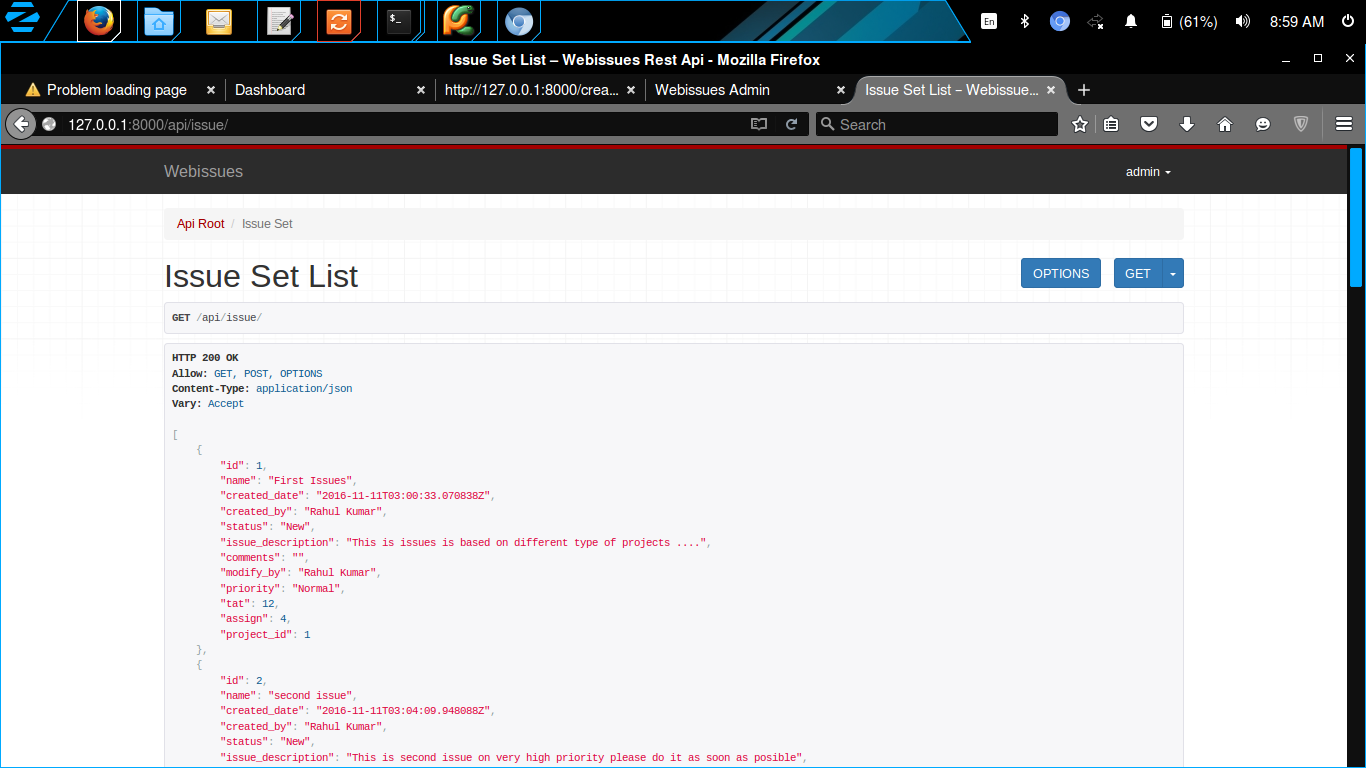 En (61%) 8:59 AM
Issue Set List – Webissues Rest Api - Mozilla Firefox
Problem loading page Dashboard http://127.0.0.1:8000/crea... Webissues Admin Issue Set List – Webissue...
127.0.0.1:8000/api/issue/ Search
Webissues admin
Api Root / Issue Set
Issue Set List OPTIONS GET
GET /api/issue/
HTTP 200 OK
Allow: GET, POST, OPTIONS
Content-Type: application/json
Vary: Accept
[
{
"id": 1,
"name": "First Issues",
"created_date": "2016-11-11T03:00:33.070838Z",
"created_by": "Rahul Kumar",
"status": "New",
"issue_description": "This is issues is based on different type of projects ....",
"comments": "",
"modify_by": "Rahul Kumar",
"priority": "Normal",
"tat": 12,
"assign": 4,
"project_id": 1
},
{
"id": 2,
"name": "second issue",
"created_date": "2016-11-11T03:04:09.948088Z",
"created_by": "Rahul Kumar",
"status": "New",
"issue_description": "This is second issue on very high priority please do it as soon as posible",